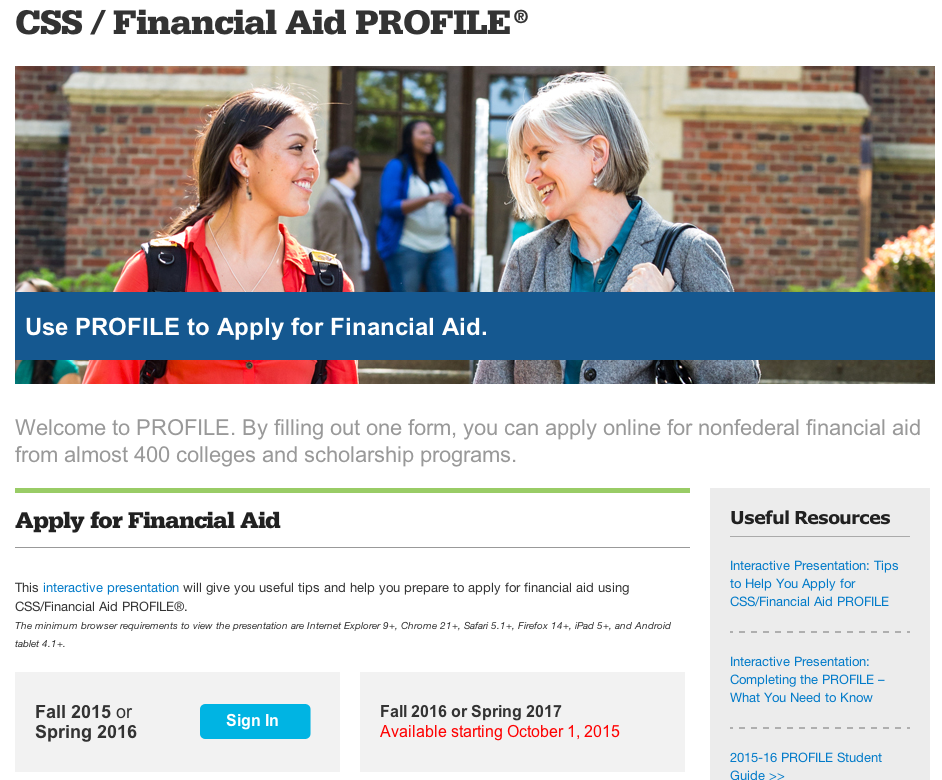 CSS / Financial Aid PROFILE®
Use PROFILE to Apply for Financial Aid.
Welcome to PROFILE. By filling out one form, you can apply online for nonfederal financial aid
from almost 400 colleges and scholarship programs.
Apply for Financial Aid
This interactive presentation will give you useful tips and help you prepare to apply for financial aid using
CSS/Financial Aid PROFILE®.
The minimum browser requirements to view the presentation are Internet Explorer 9+, Chrome 21+, Safari 5.1+, Firefox 14+, iPad 5+, and Android
tablet 4.1+.
Fall 2015 or
Spring 2016
Sign In
Fall 2016 or Spring 2017
Available starting October 1, 2015
Useful Resources
Interactive Presentation: Tips
to Help You Apply for
CSS/Financial Aid PROFILE
Interactive Presentation:
Completing the PROFILE –
What You Need to Know
2015-16 PROFILE Student
Guide >>